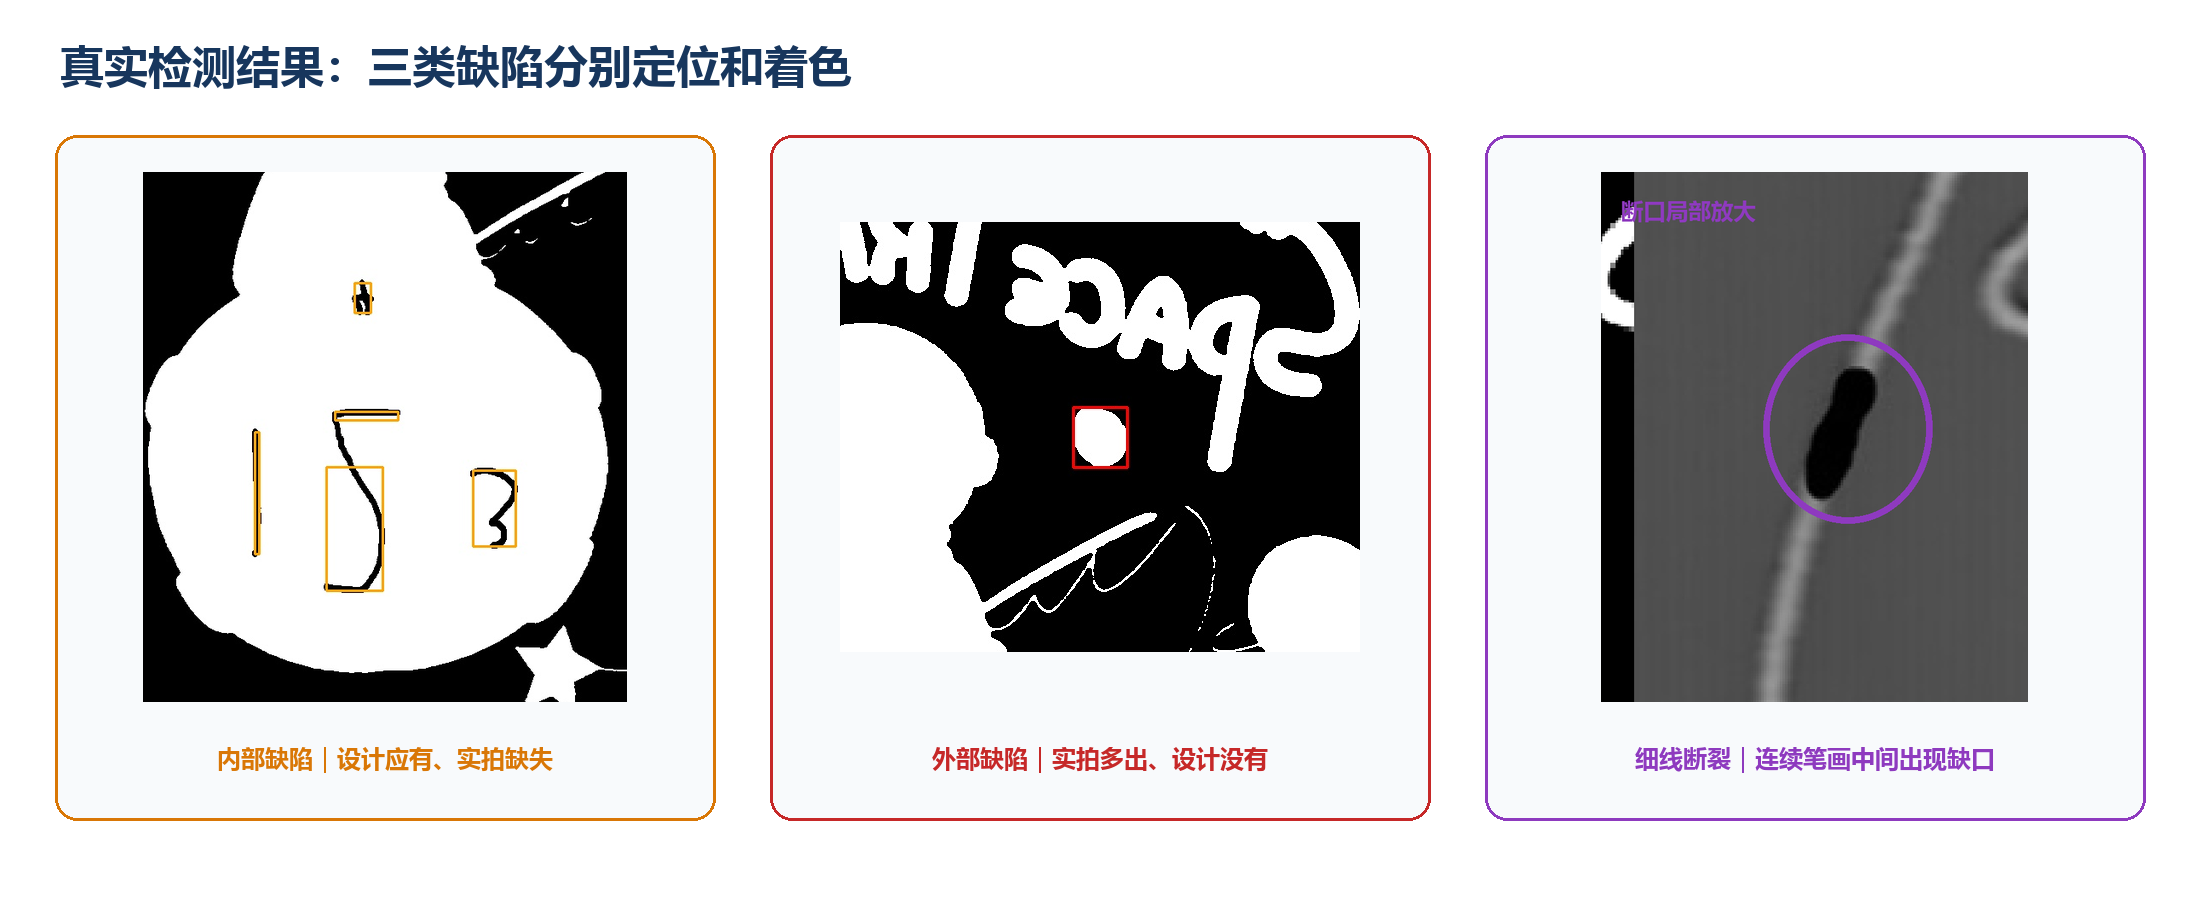 真实检测结果：三类缺陷分别定位和着色
断口局部放大
SPACE
内部缺陷｜设计应有、实拍缺失
外部缺陷｜实拍多出、设计没有
细线断裂｜连续笔画中间出现缺口